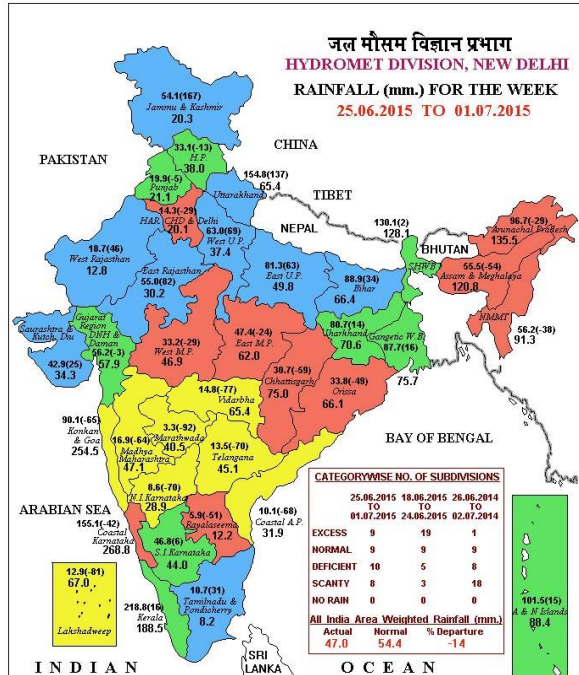 जल मौसम विज्ञान प्रभाग
HYDROMET DIVISION, NEW DELHI
RAINFALL (mm.) FOR THE WEEK
25.06.2015 TO 01.07.2015
54.1(167)
Jammu & Kashmir
20.3
CHINA
PAKISTAN
33.1(-13)
H.P.
38.0
19.9(-5)
Punjab
21.1
154.8(137)
65.4
Uttarakhand
TIBET
14.3(-29)
HAR. CHD & Delhi
20.1
NEPAL
63.0(69)
West U.P.
37.4
130.1(2)
128.1
BHUTAN
SHWB
96.7(-29)
Arunachal Pradesh
135.5
18.7(46)
West Rajasthan
12.8
East Rajasthan
55.0(82)
30.2
81.3(63)
East U.P.
49.8
88.9(34)
Bihar
66.4
55.5(-54)
Assam & Meghalaya
120.8
NMMT
56.2(-38)
91.3
Gujarat
Region
DNH &
Daman
56.2(-3)
57.9
Saurashtra &
Kutch, Diu
42.9(25)
34.3
33.2(-29)
West M.P.
46.9
47.4(-24)
East M.P.
62.0
80.7(14)
Jharkhand
70.6
Gangetic W.B.
87.7(16)
75.7
30.7(-59)
Chhattisgarh
75.0
33.8(-49)
Orissa
66.1
14.8(-77)
Vidarbha
65.4
90.1(-65)
Konkan
& Goa
254.5
3.3(-92)
Marathwada
40.5
16.9(-64)
Madhya
Maharashtra
47.1
13.5(-70)
Telangana
45.1
BAY OF BENGAL
8.6(-70)
N.I.Karnataka
28.9
ARABIAN SEA
155.1(-42)
Coastal
Karnataka
268.8
5.9(-51)
Rayalaseema
12.2
10.1(-68)
Coastal A.P.
31.9
46.8(6)
S.I.Karnataka
44.0
12.9(-81)
67.0
Lakshadweep
10.7(31)
Tamilnadu &
Pondicherry
8.2
218.8(16)
Kerala
188.5
SRI
LANKA
INDIAN OCEAN
CATEGORYWISE NO. OF SUBDIVISIONS
25.06.2015 18.06.2015 26.06.2014
TO TO TO
01.07.2015 24.06.2015 02.07.2014
EXCESS 9 19 1
NORMAL 9 9 9
DEFICIENT 10 5 8
SCANTY 8 3 18
NO RAIN 0 0 0
All India Area Weighted Rainfall (mm.)
Actual Normal % Departure
47.0 54.4 -14
101.5(15)
A & N Islands
88.4